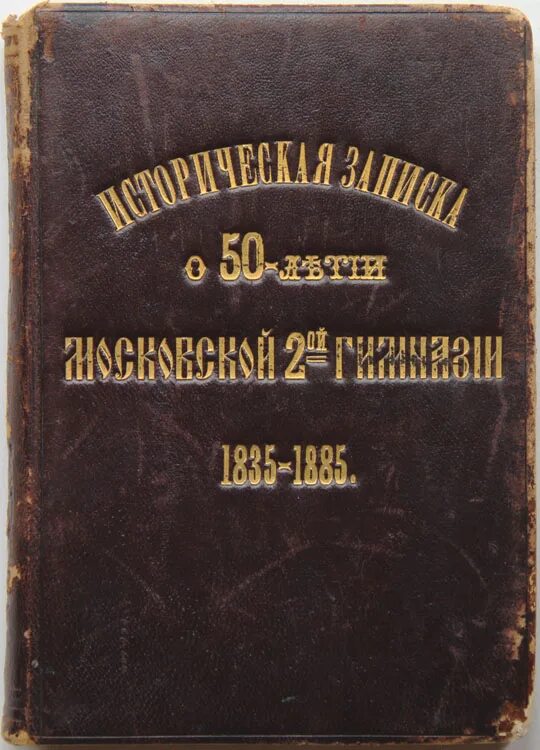 ИСТОРИЧЕСКАЯ ЗАПИСКА
О 50-ЛѢТІИ
МОСКОВСКОЙ 2ОЙ ГИМНАЗІИ
1835-1885.